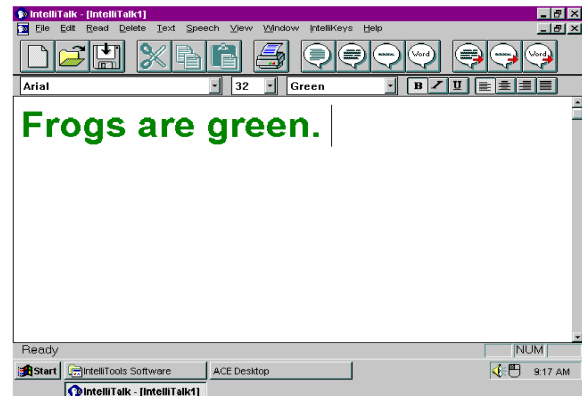 IntelliTalk - [IntelliTalk1]
File Edit Read Delete Text Speech View Window IntelliKeys Help
Word Word
Arial 32 Green B I U
Frogs are green.
Ready NUM
Start IntelliTools Software ACE Desktop 9:17 AM
IntelliTalk - [IntelliTalk1]